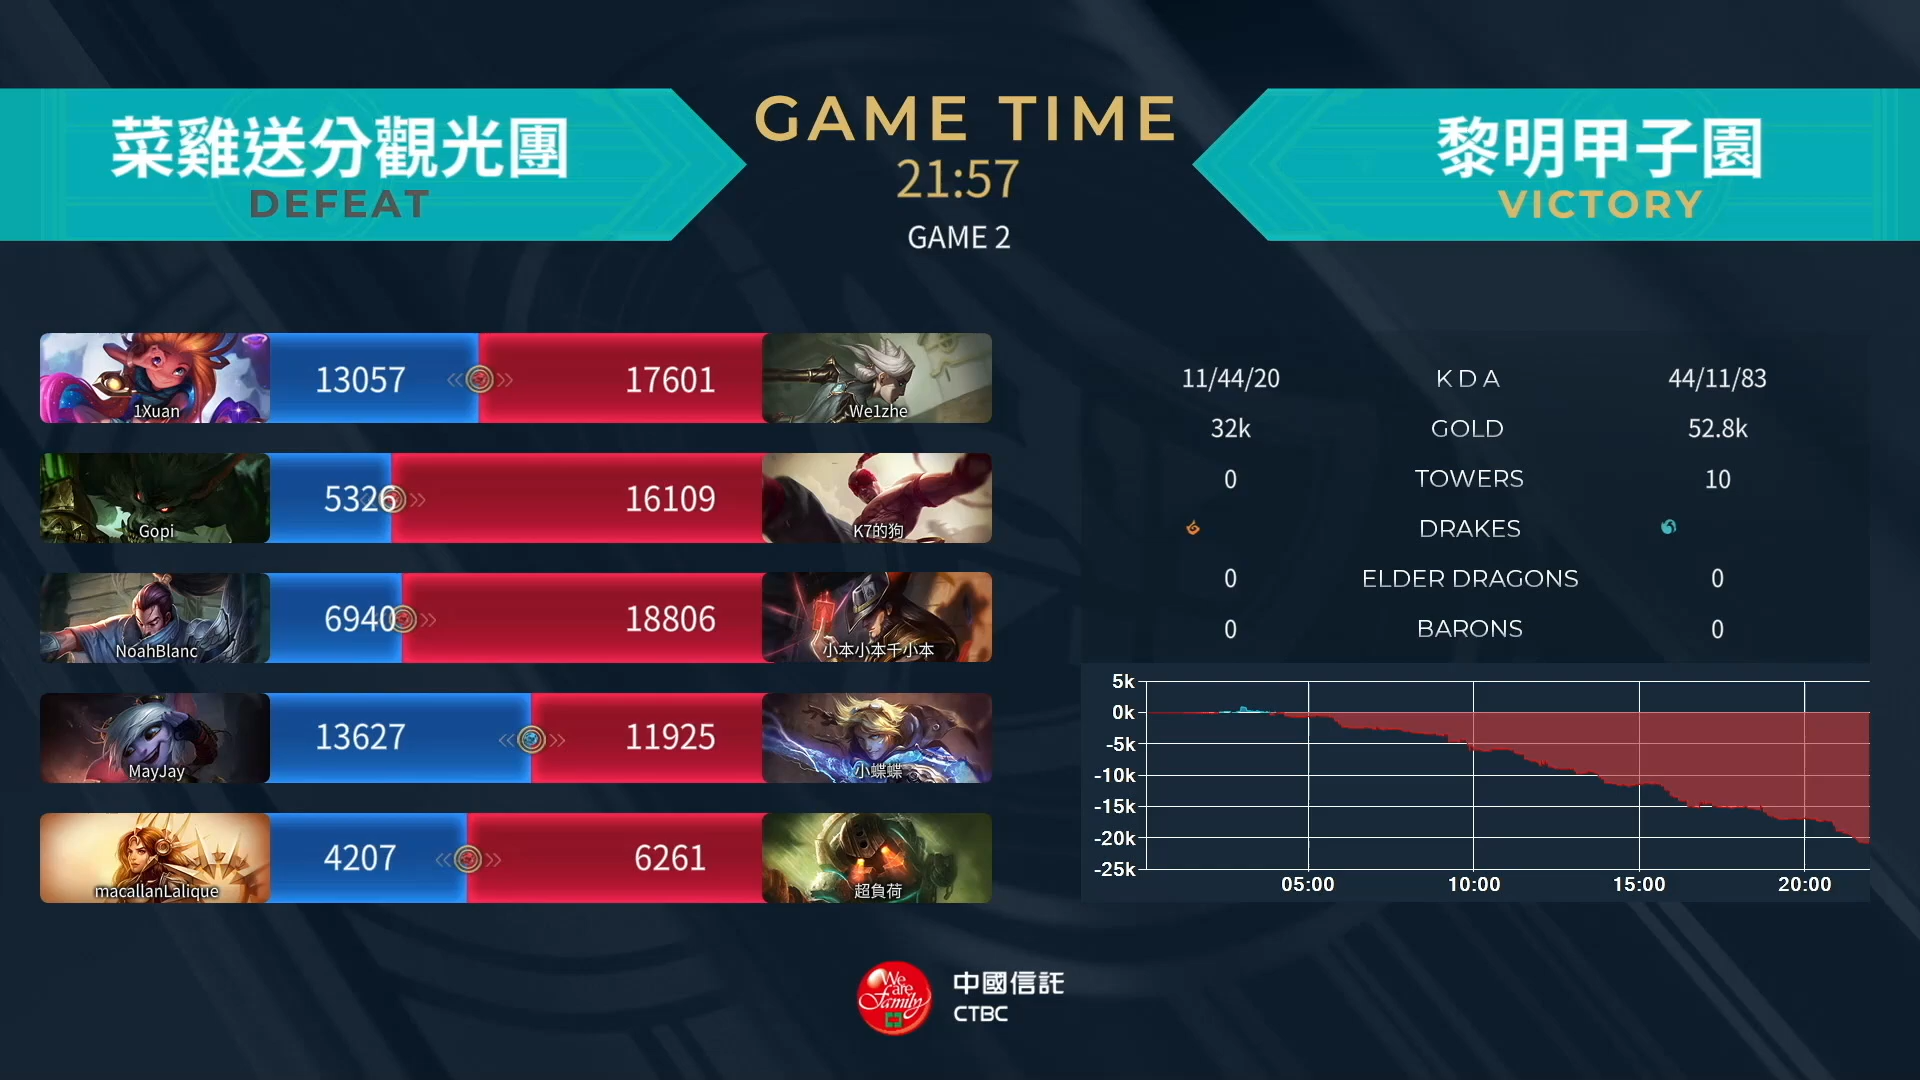 菜雞送分觀光團
DEFEAT
GAME TIME
21:57
GAME 2
黎明甲子園
VICTORY
1Xuan
13057
17601
We1zhe
Gopi
5326
16109
K7的狗
NoahBlanc
6940
18806
小本小本千小本
MayJay
13627
11925
小蝶蝶
macallanLalique
4207
6261
超負荷
11/44/20 KDA 44/11/83
32k GOLD 52.8k
0 TOWERS 10
DRAKES
0 ELDER DRAGONS 0
0 BARONS 0
5k
0k
-5k
-10k
-15k
-20k
-25k
05:00 10:00 15:00 20:00
We are Family
中國信託
CTBC